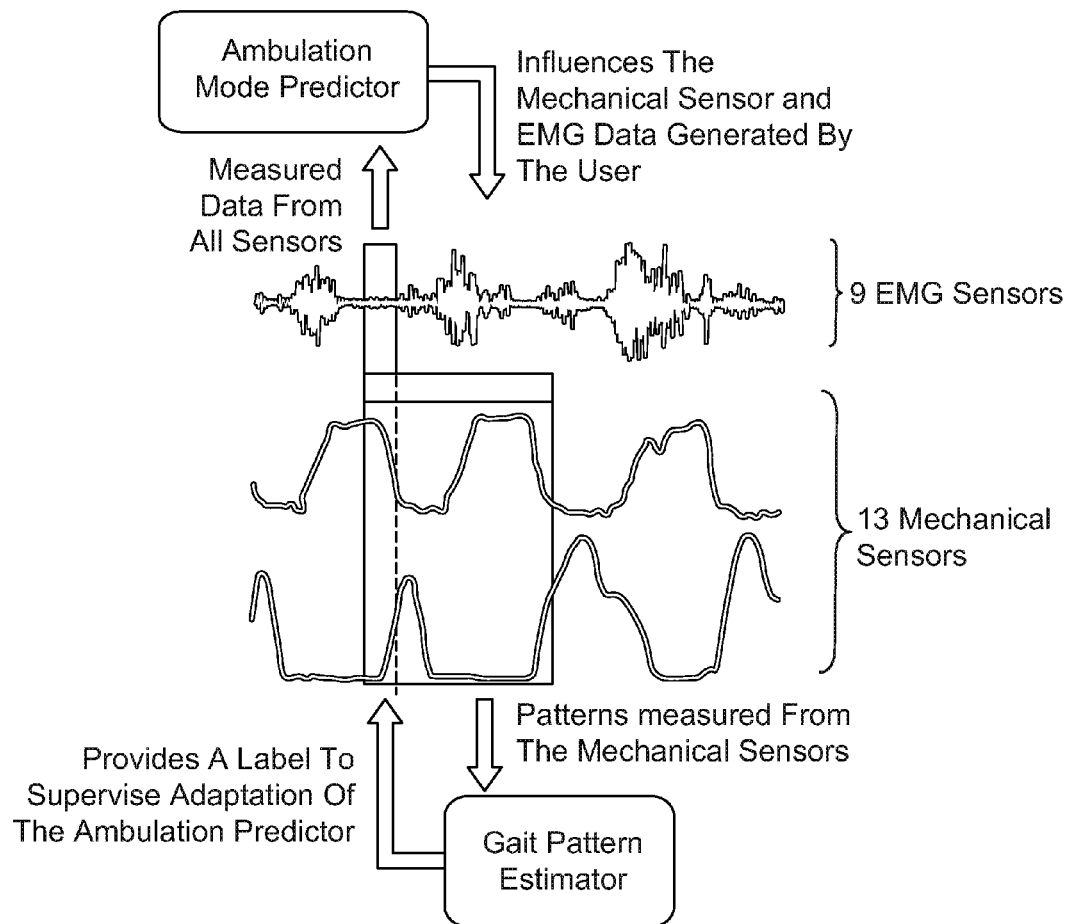 Ambulation
Mode Predictor
Influences The
Mechanical Sensor and
EMG Data Generated By
The User
Measured
Data From
All Sensors
9 EMG Sensors
13 Mechanical
Sensors
Patterns measured From
The Mechanical Sensors
Provides A Label To
Supervise Adaptation Of
The Ambulation Predictor
Gait Pattern
Estimator